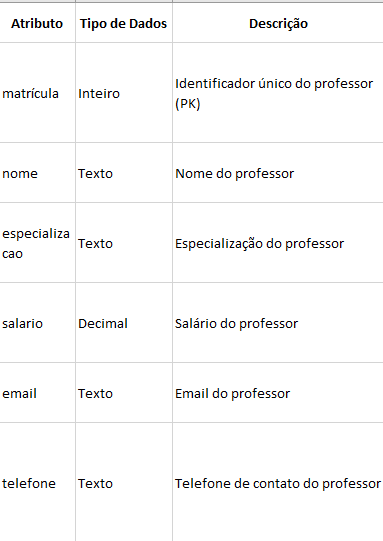 Atributo Tipo de Dados Descrição
matrícula Inteiro Identificador único do professor
(PK)
nome Texto Nome do professor
especializa
cao Texto Especialização do professor
salario Decimal Salário do professor
email Texto Email do professor
telefone Texto Telefone de contato do professor